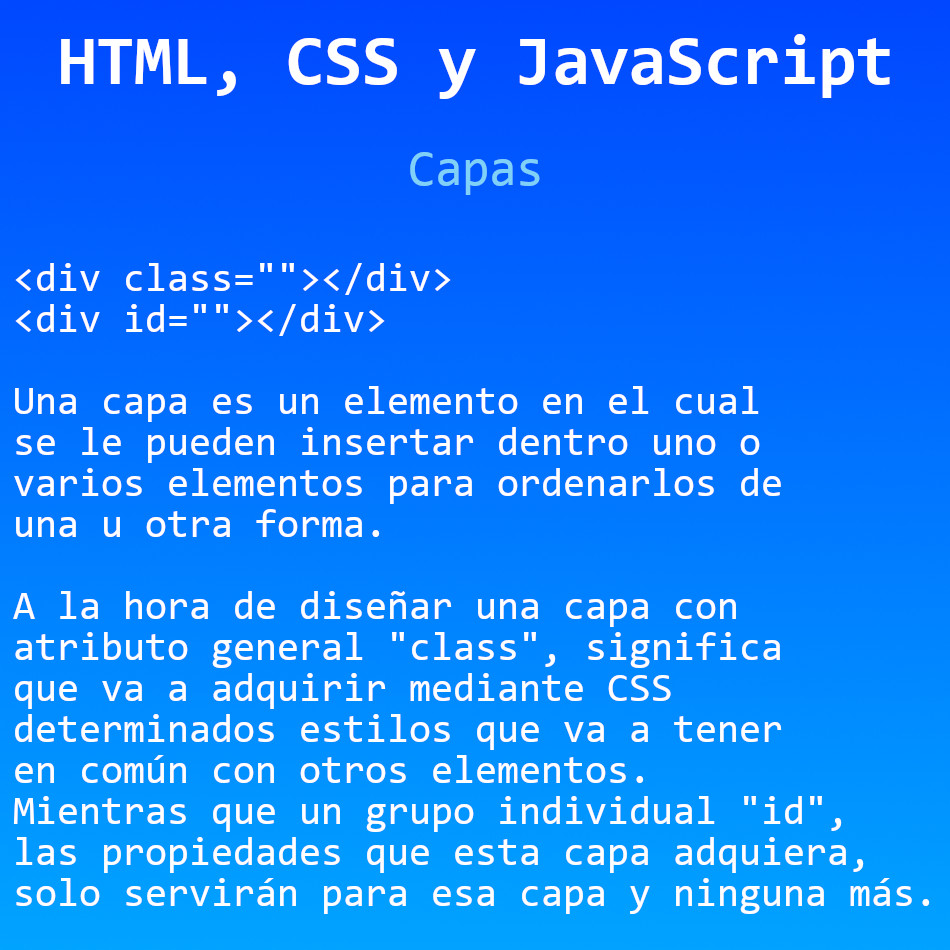 HTML, CSS y JavaScript
Capas
<div class=""></div>
<div id=""></div>
Una capa es un elemento en el cual
se le pueden insertar dentro uno o
varios elementos para ordenarlos de
una u otra forma.
A la hora de diseñar una capa con
atributo general "class", significa
que va a adquirir mediante CSS
determinados estilos que va a tener
en común con otros elementos.
Mientras que un grupo individual "id",
las propiedades que esta capa adquiera,
solo servirán para esa capa y ninguna más.